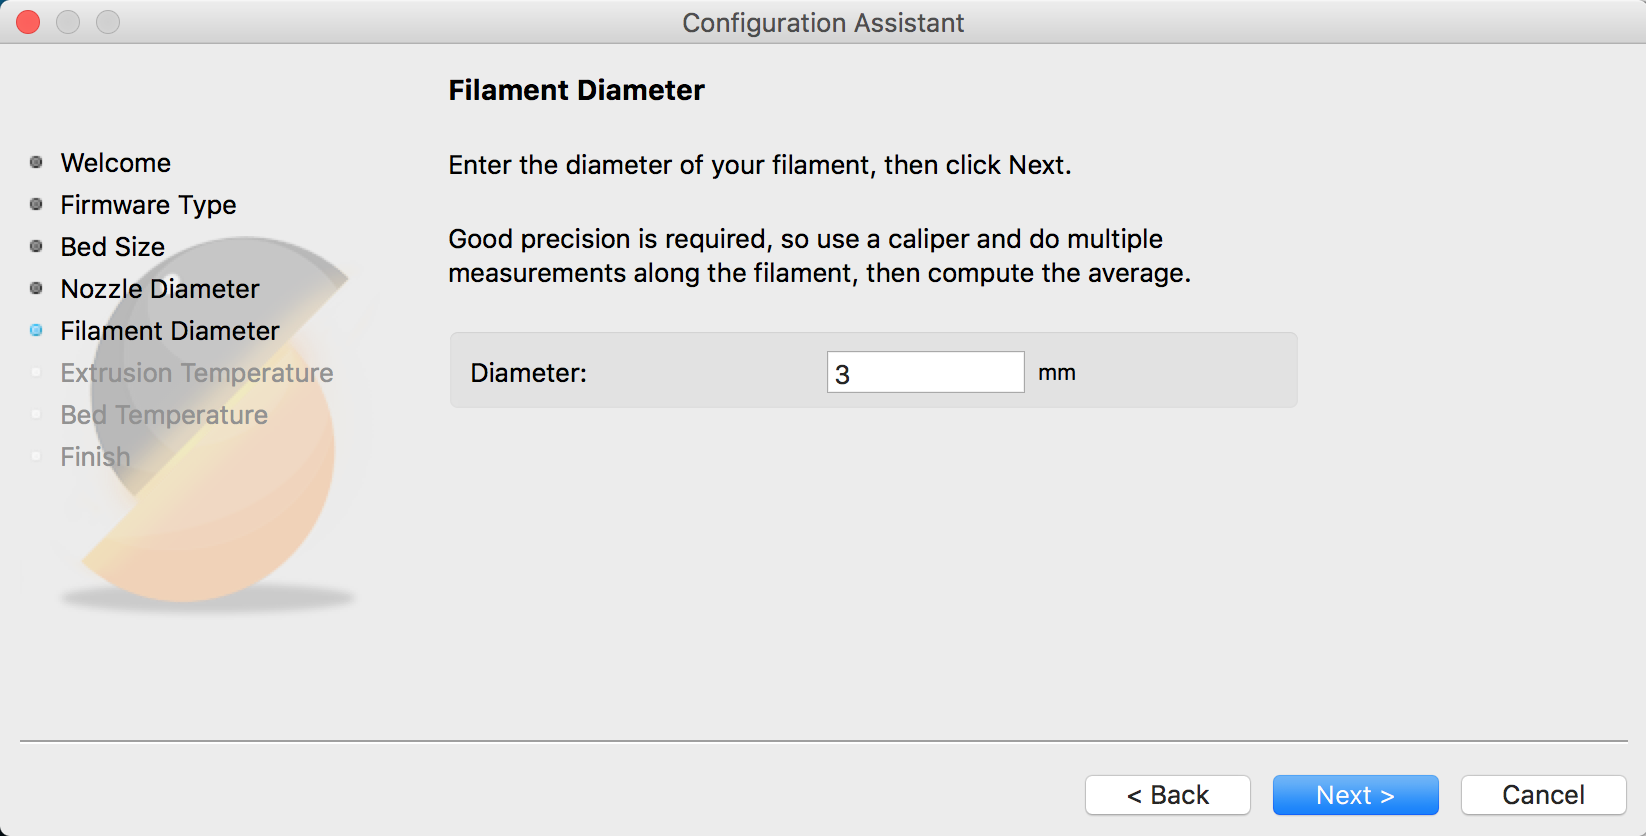 Configuration Assistant
Welcome
Firmware Type
Bed Size
Nozzle Diameter
Filament Diameter
Extrusion Temperature
Bed Temperature
Finish
Filament Diameter
Enter the diameter of your filament, then click Next.
Good precision is required, so use a caliper and do multiple
measurements along the filament, then compute the average.
Diameter: 3 mm
< Back Next > Cancel